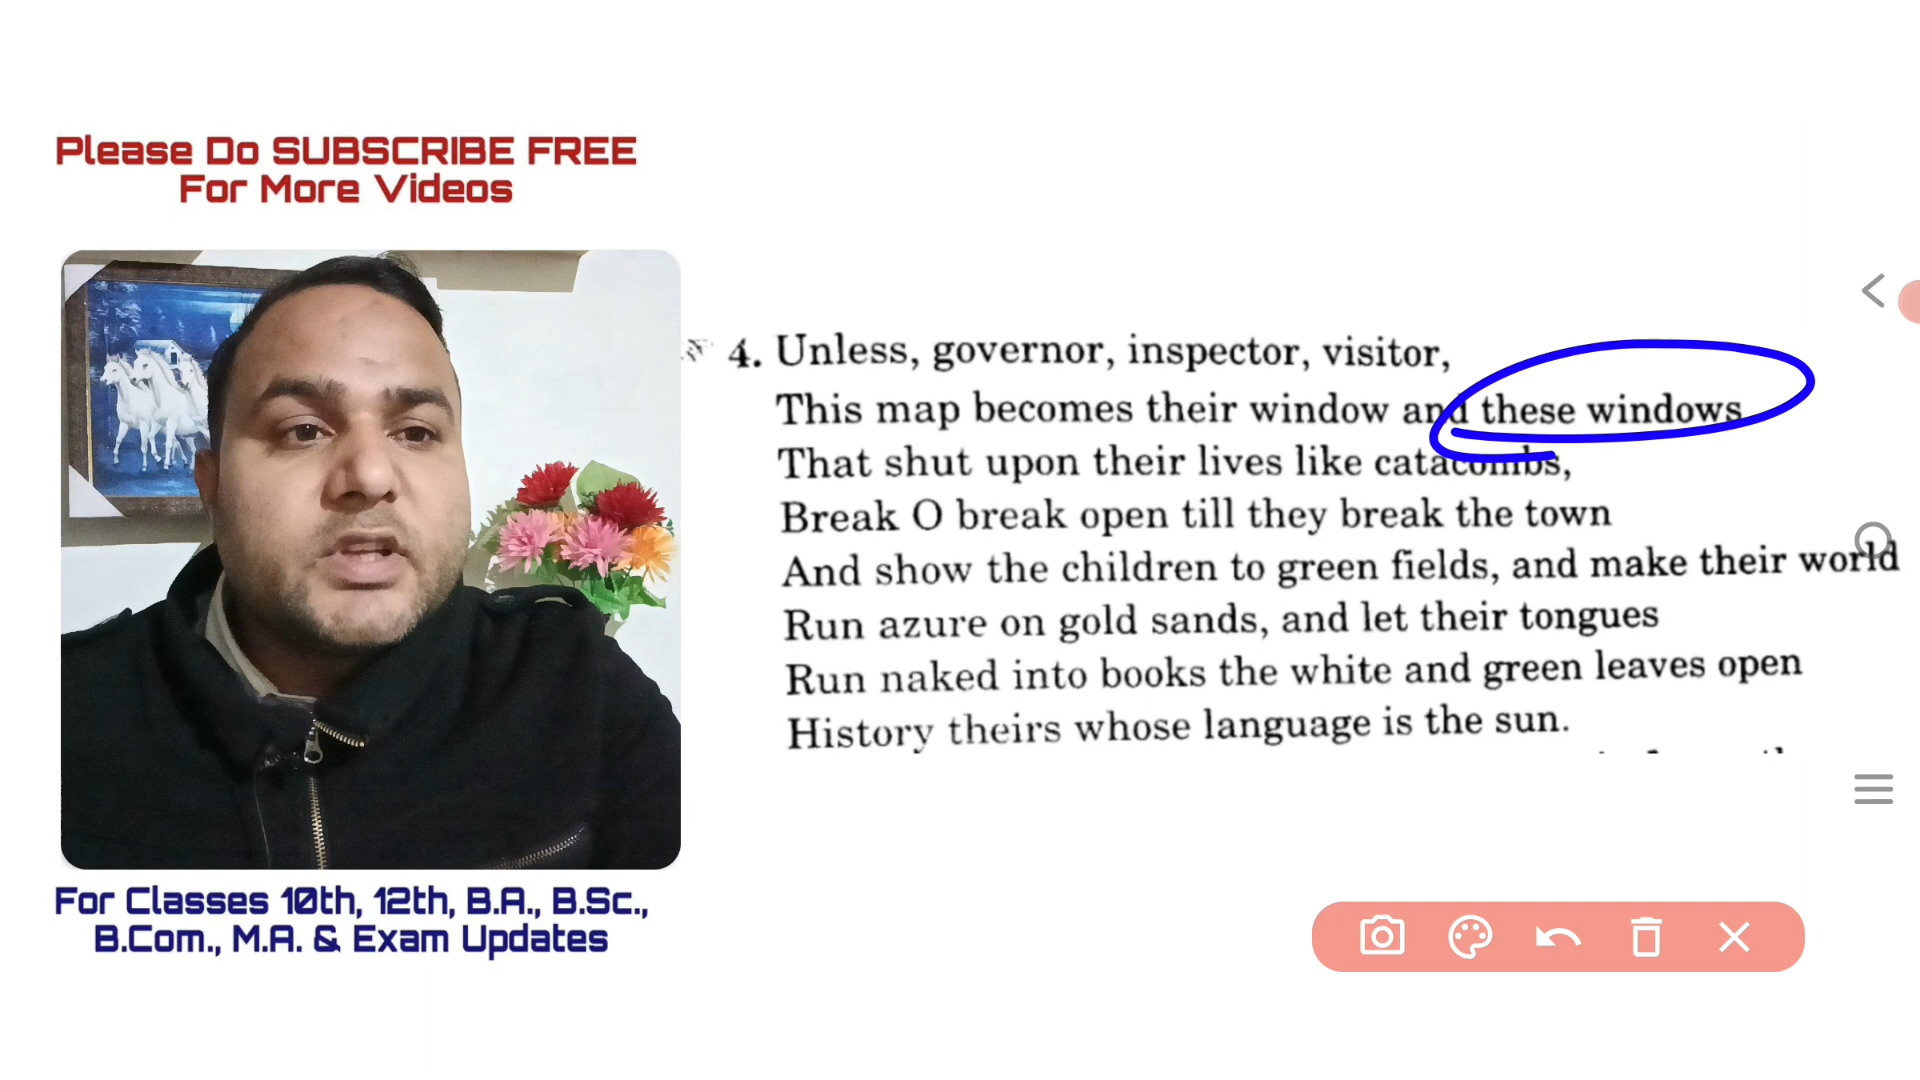 Please Do SUBSCRIBE FREE
For More Videos
4. Unless, governor, inspector, visitor,
This map becomes their window and these windows
That shut upon their lives like catacombs,
Break O break open till they break the town
And show the children to green fields, and make their world
Run azure on gold sands, and let their tongues
Run naked into books the white and green leaves open
History theirs whose language is the sun.
For Classes 10th, 12th, B.A., B.Sc.,
B.Com., M.A. & Exam Updates